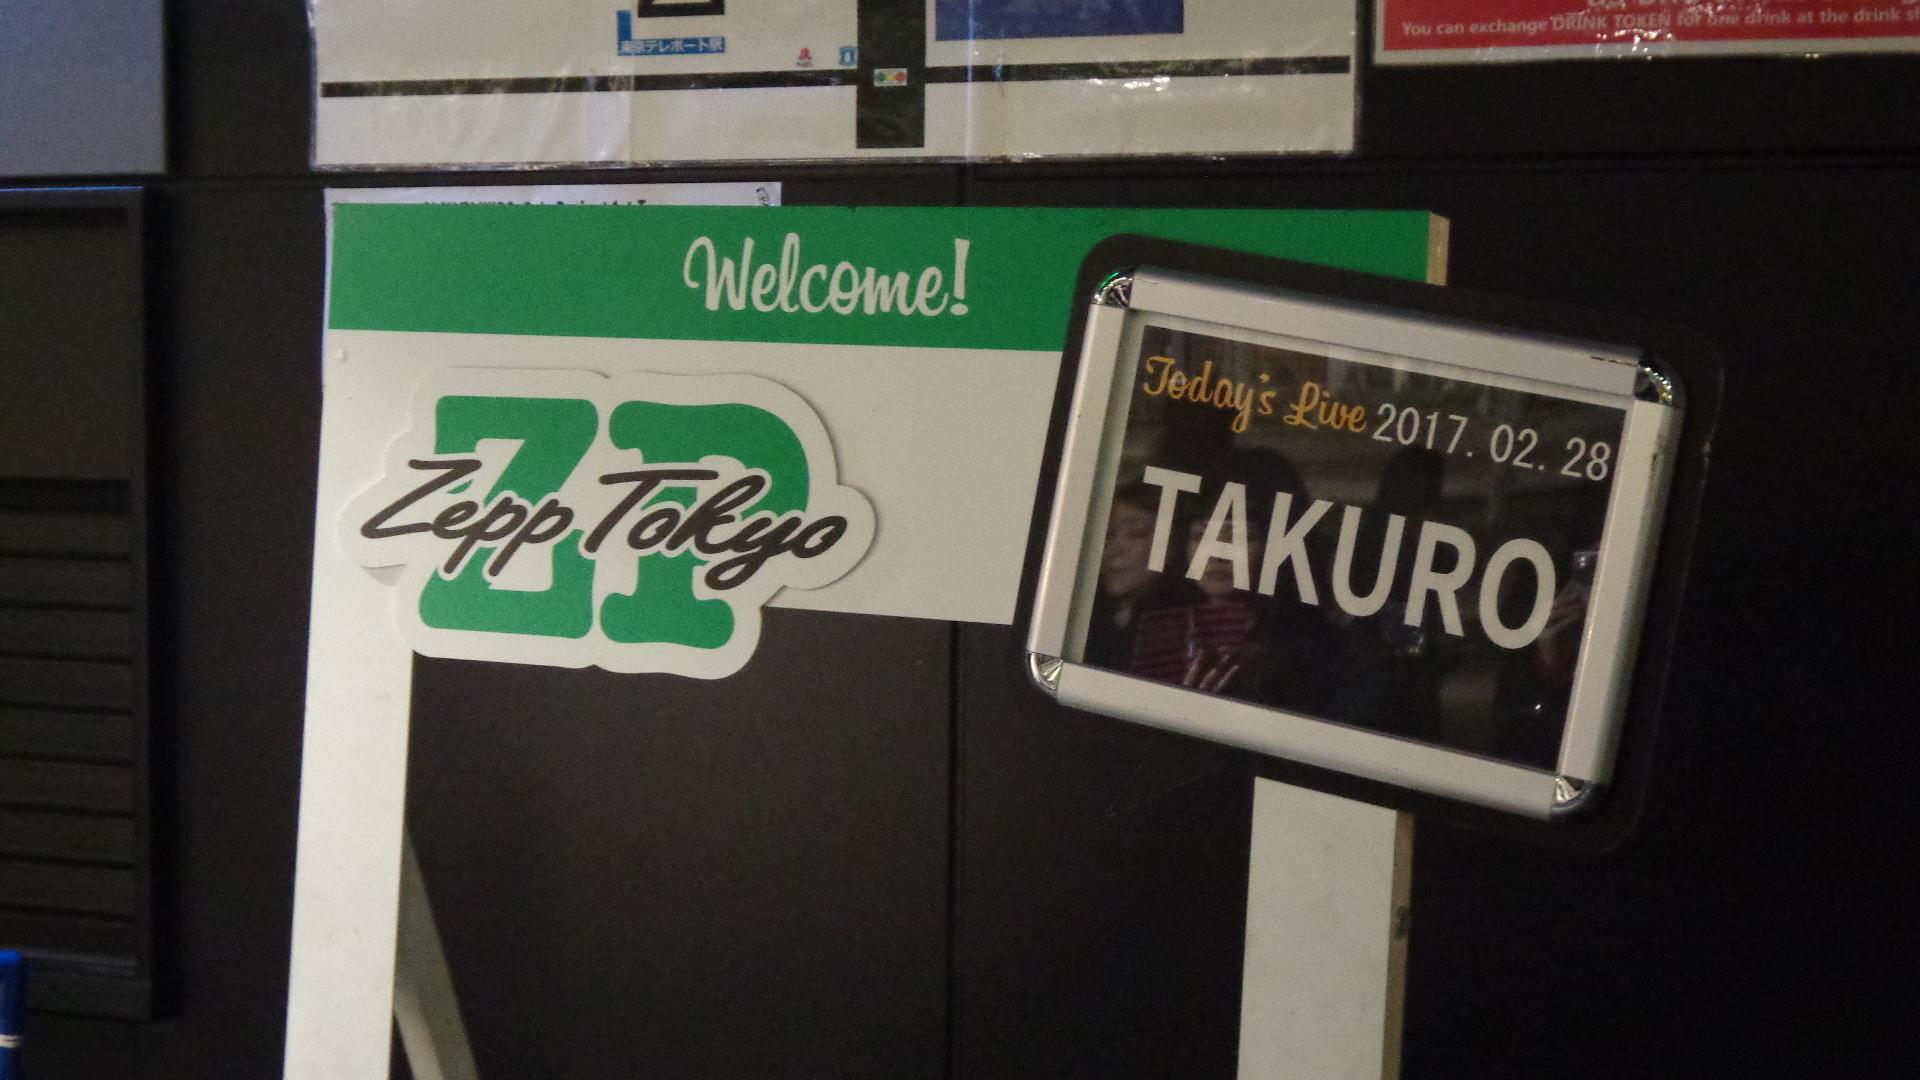 東京テレポート駅
You can exchange DRINK TOKEN for one drink at the drink
Welcome!
ZP
Zepp Tokyo
Today's Live 2017. 02. 28
TAKURO